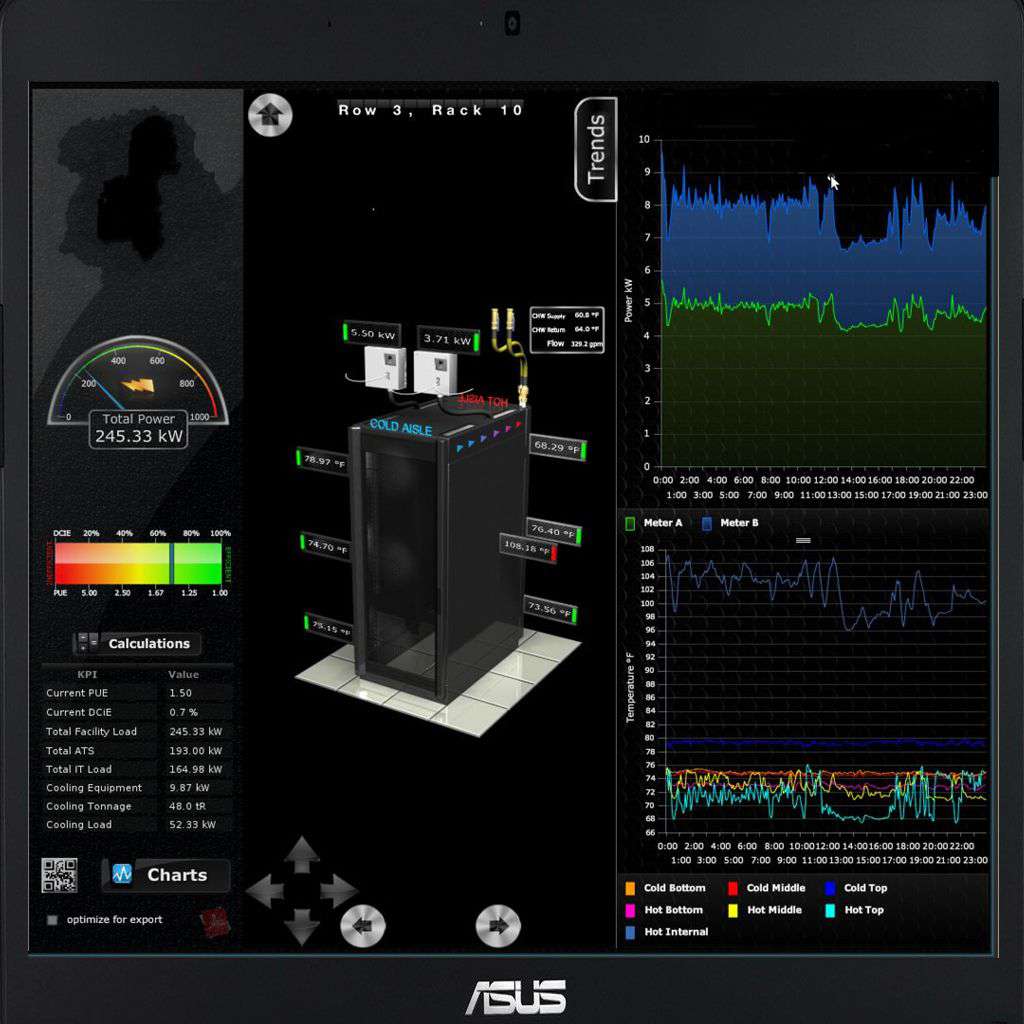 Row 3, Rack 10
Trends
400 600
200 800
0 1000
Total Power
245.33 kW
DCIE 20% 40% 60% 80% 100%
INEFFICIENT
EFFICIENT
PUE 5.00 2.50 1.67 1.25 1.00
Calculations
KPI Value
Current PUE 1.50
Current DCiE 0.7 %
Total Facility Load 245.33 kW
Total ATS 193.00 kW
Total IT Load 164.98 kW
Cooling Equipment 9.87 kW
Cooling Tonnage 48.0 tR
Cooling Load 52.33 kW
Charts
optimize for export
5.50 kW
3.71 kW
CHW Supply 60.8 °F
CHW Return 64.0 °F
Flow 329.2 gpm
HOT AISLE
COLD AISLE
78.97 °F
68.29 °F
74.70 °F
76.40 °F
108.18 °F
75.15 °F
73.56 °F
Power kW
10
9
8
7
6
5
4
3
2
1
0
0:00 2:00 4:00 6:00 8:00 10:00 12:00 14:00 16:00 18:00 20:00 22:00
1:00 3:00 5:00 7:00 9:00 11:00 13:00 15:00 17:00 19:00 21:00 23:00
Meter A Meter B
Temperature °F
108
106
104
102
100
98
96
94
92
90
88
86
84
82
80
78
76
74
72
70
68
66
0:00 2:00 4:00 6:00 8:00 10:00 12:00 14:00 16:00 18:00 20:00 22:00
1:00 3:00 5:00 7:00 9:00 11:00 13:00 15:00 17:00 19:00 21:00 23:00
Cold Bottom Cold Middle Cold Top
Hot Bottom Hot Middle Hot Top
Hot Internal
ASUS